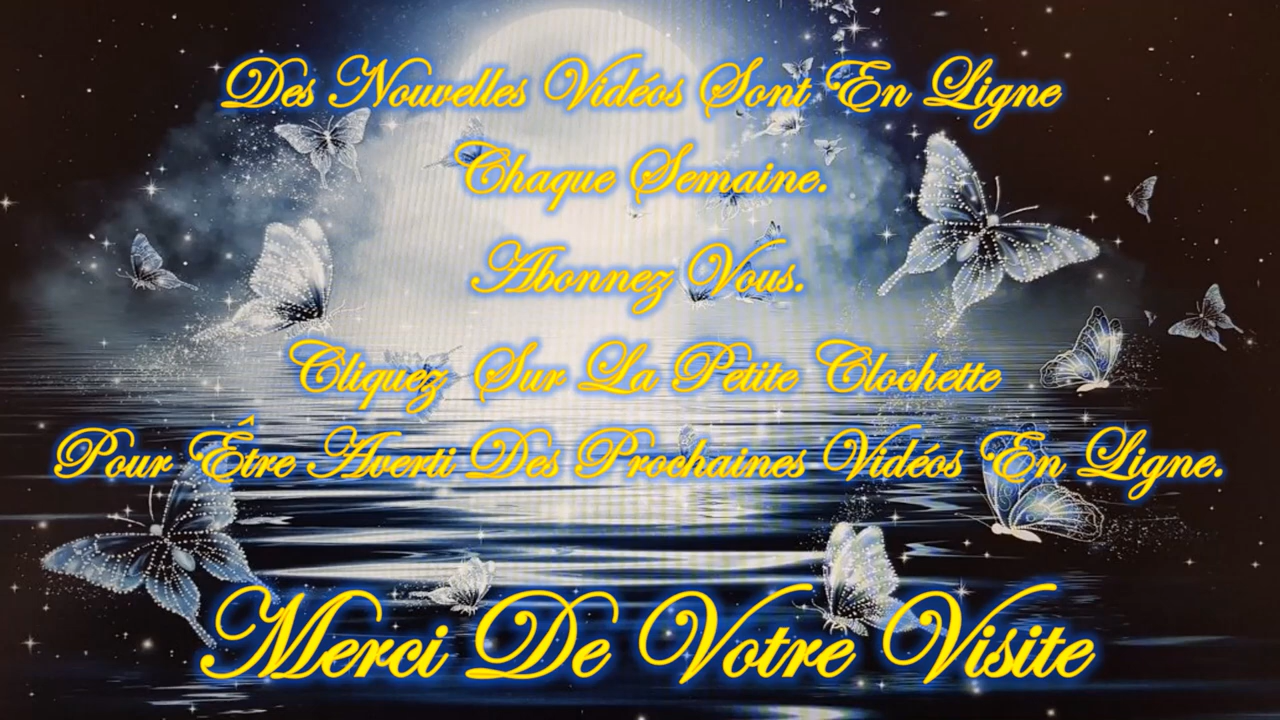 Des Nouvelles Vidéos Sont En Ligne
Chaque Semaine.
Abonnez Vous.
Cliquez Sur La Petite Clochette
Pour Être Averti Des Prochaines Vidéos En Ligne.
Merci De Votre Visite